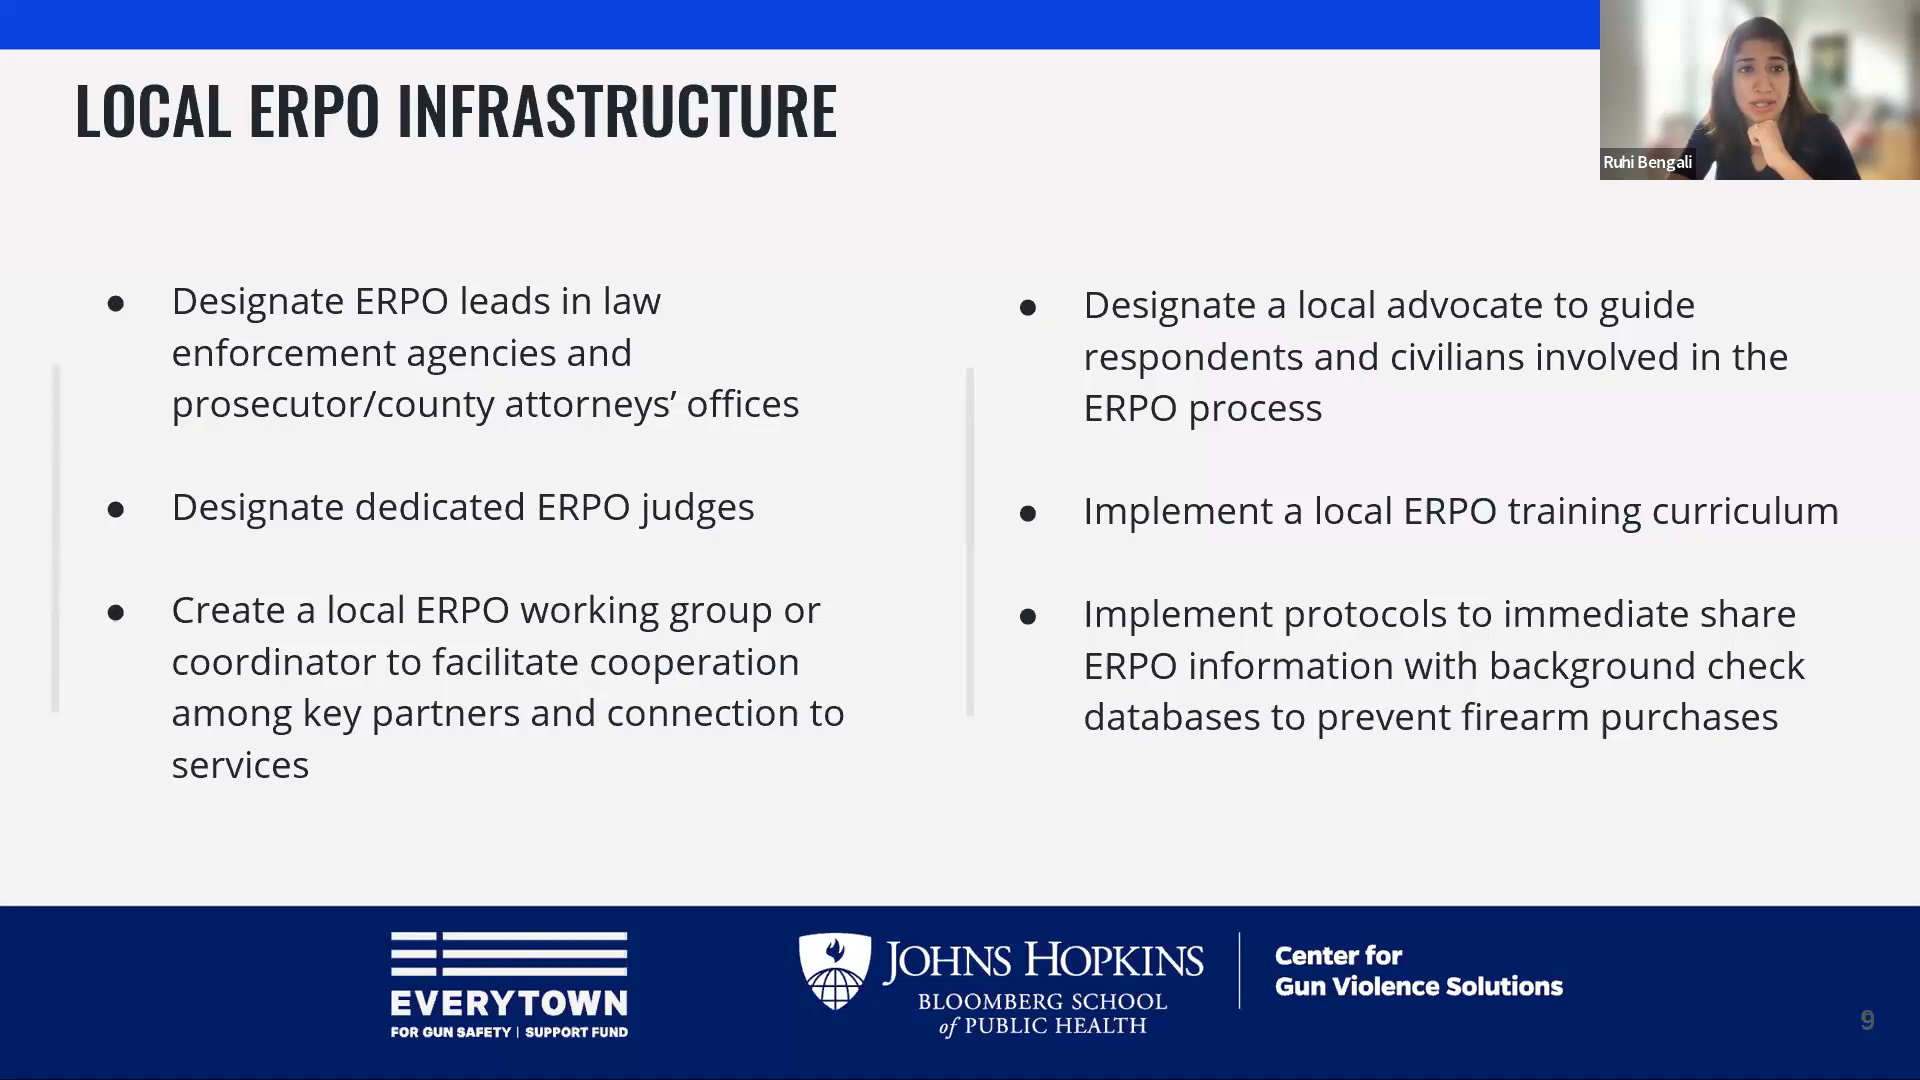 LOCAL ERPO INFRASTRUCTURE
Ruhi Bengali
● Designate ERPO leads in law
enforcement agencies and
prosecutor/county attorneys’ offices
● Designate dedicated ERPO judges
● Create a local ERPO working group or
coordinator to facilitate cooperation
among key partners and connection to
services
● Designate a local advocate to guide
respondents and civilians involved in the
ERPO process
● Implement a local ERPO training curriculum
● Implement protocols to immediate share
ERPO information with background check
databases to prevent firearm purchases
EVERYTOWN
FOR GUN SAFETY | SUPPORT FUND
JOHNS HOPKINS
BLOOMBERG SCHOOL
of PUBLIC HEALTH
Center for
Gun Violence Solutions
9